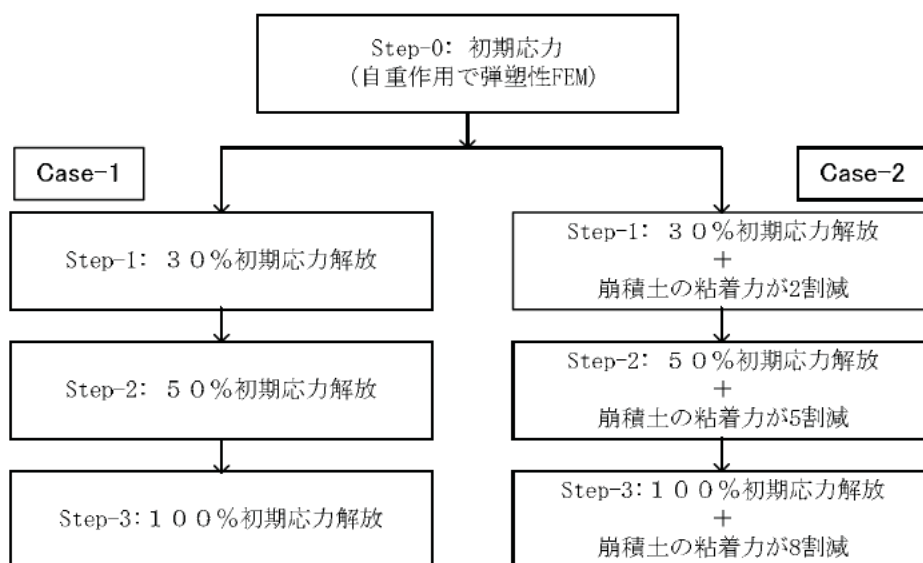 Step-0: 初期応力
(自重作用で弾塑性FEM)
Case-1
Step-1: ３０％初期応力解放
Step-2: ５０％初期応力解放
Step-3:１００％初期応力解放
Case-2
Step-1: ３０％初期応力解放
＋
崩積土の粘着力が2割減
Step-2: ５０％初期応力解放
＋
崩積土の粘着力が5割減
Step-3:１００％初期応力解放
＋
崩積土の粘着力が8割減